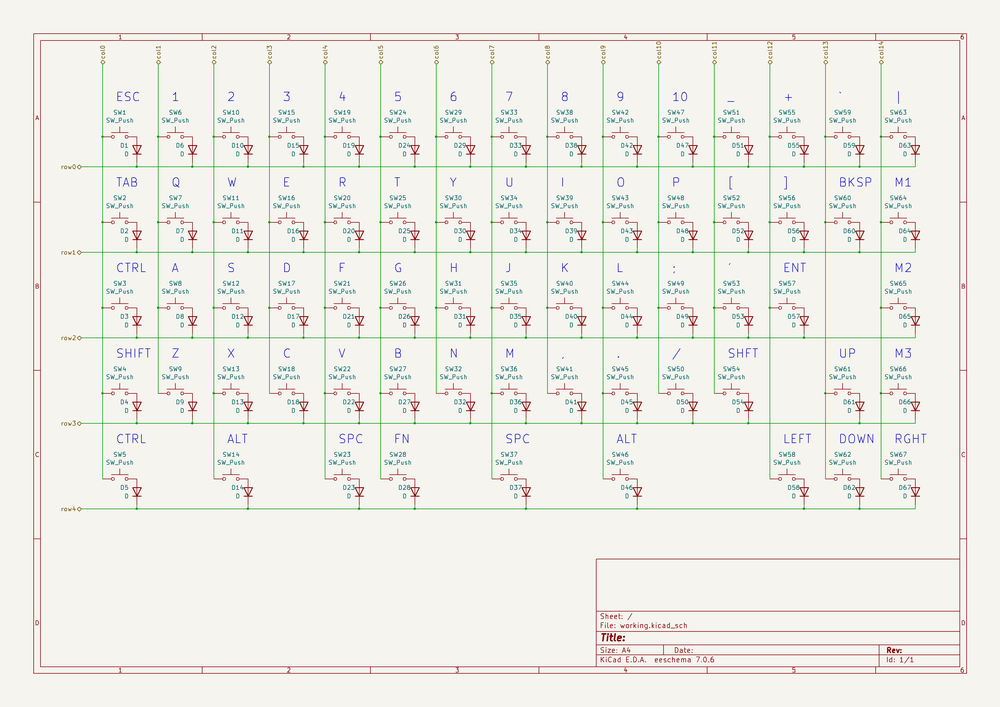 1 2 3 4 5 6
col0 col1 col2 col3 col4 col5 col6 col7 col8 col9 col10 col11 col12 col13 col14
A A
ESC 1 2 3 4 5 6 7 8 9 10 _ + ` |
SW1 SW6 SW10 SW15 SW19 SW24 SW29 SW33 SW38 SW42 SW47 SW51 SW55 SW59 SW63
SW_Push SW_Push SW_Push SW_Push SW_Push SW_Push SW_Push SW_Push SW_Push SW_Push SW_Push SW_Push SW_Push SW_Push SW_Push
D1 D6 D10 D15 D19 D24 D29 D33 D38 D42 D47 D51 D55 D59 D63
D D D D D D D D D D D D D D D
row0
TAB Q W E R T Y U I O P [ ] BKSP M1
SW2 SW7 SW11 SW16 SW20 SW25 SW30 SW34 SW39 SW43 SW48 SW52 SW56 SW60 SW64
SW_Push SW_Push SW_Push SW_Push SW_Push SW_Push SW_Push SW_Push SW_Push SW_Push SW_Push SW_Push SW_Push SW_Push SW_Push
D2 D7 D11 D16 D20 D25 D30 D34 D39 D43 D48 D52 D56 D60 D64
D D D D D D D D D D D D D D D
row1
B B
CTRL A S D F G H J K L ; ' ENT M2
SW3 SW8 SW12 SW17 SW21 SW26 SW31 SW35 SW40 SW44 SW49 SW53 SW57 SW65
SW_Push SW_Push SW_Push SW_Push SW_Push SW_Push SW_Push SW_Push SW_Push SW_Push SW_Push SW_Push SW_Push SW_Push
D3 D8 D12 D17 D21 D26 D31 D35 D40 D44 D49 D53 D57 D65
D D D D D D D D D D D D D D
row2
SHIFT Z X C V B N M , . / SHFT UP M3
SW4 SW9 SW13 SW18 SW22 SW27 SW32 SW36 SW41 SW45 SW50 SW54 SW61 SW66
SW_Push SW_Push SW_Push SW_Push SW_Push SW_Push SW_Push SW_Push SW_Push SW_Push SW_Push SW_Push SW_Push SW_Push
D4 D9 D13 D18 D22 D27 D32 D36 D41 D45 D50 D54 D61 D66
D D D D D D D D D D D D D D
row3
C C
CTRL ALT SPC FN SPC ALT LEFT DOWN RGHT
SW5 SW14 SW23 SW28 SW37 SW46 SW58 SW62 SW67
SW_Push SW_Push SW_Push SW_Push SW_Push SW_Push SW_Push SW_Push SW_Push
D5 D14 D23 D28 D37 D46 D58 D62 D67
D D D D D D D D D
row4
D D
Sheet: /
File: working.kicad_sch
Title:
Size: A4 Date: Rev:
KiCad E.D.A. eeschema 7.0.6 Id: 1/1
1 2 3 4 5 6